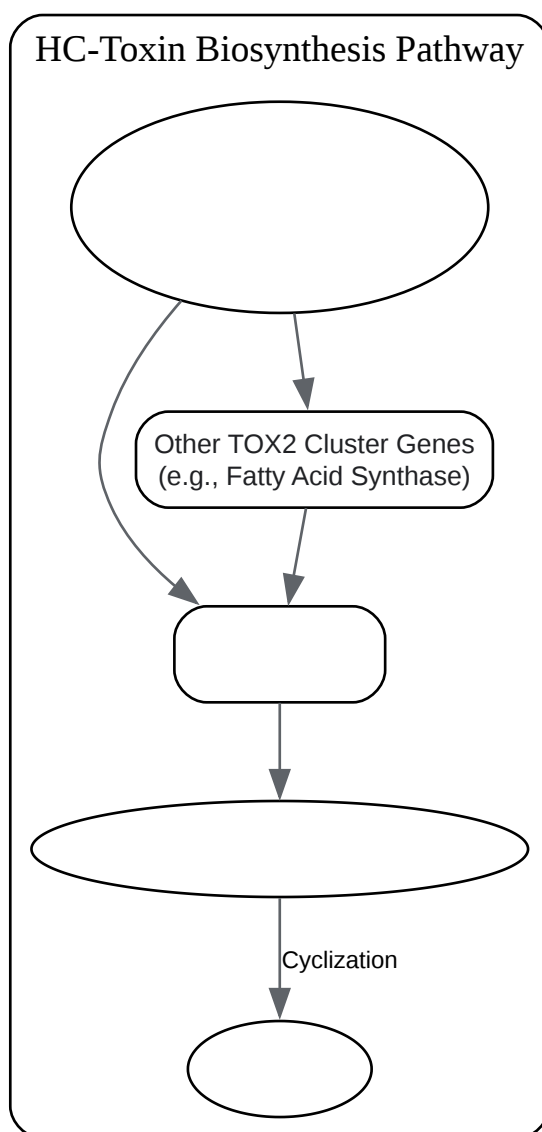 HC-Toxin Biosynthesis Pathway
Other TOX2 Cluster Genes
(e.g., Fatty Acid Synthase)
Cyclization